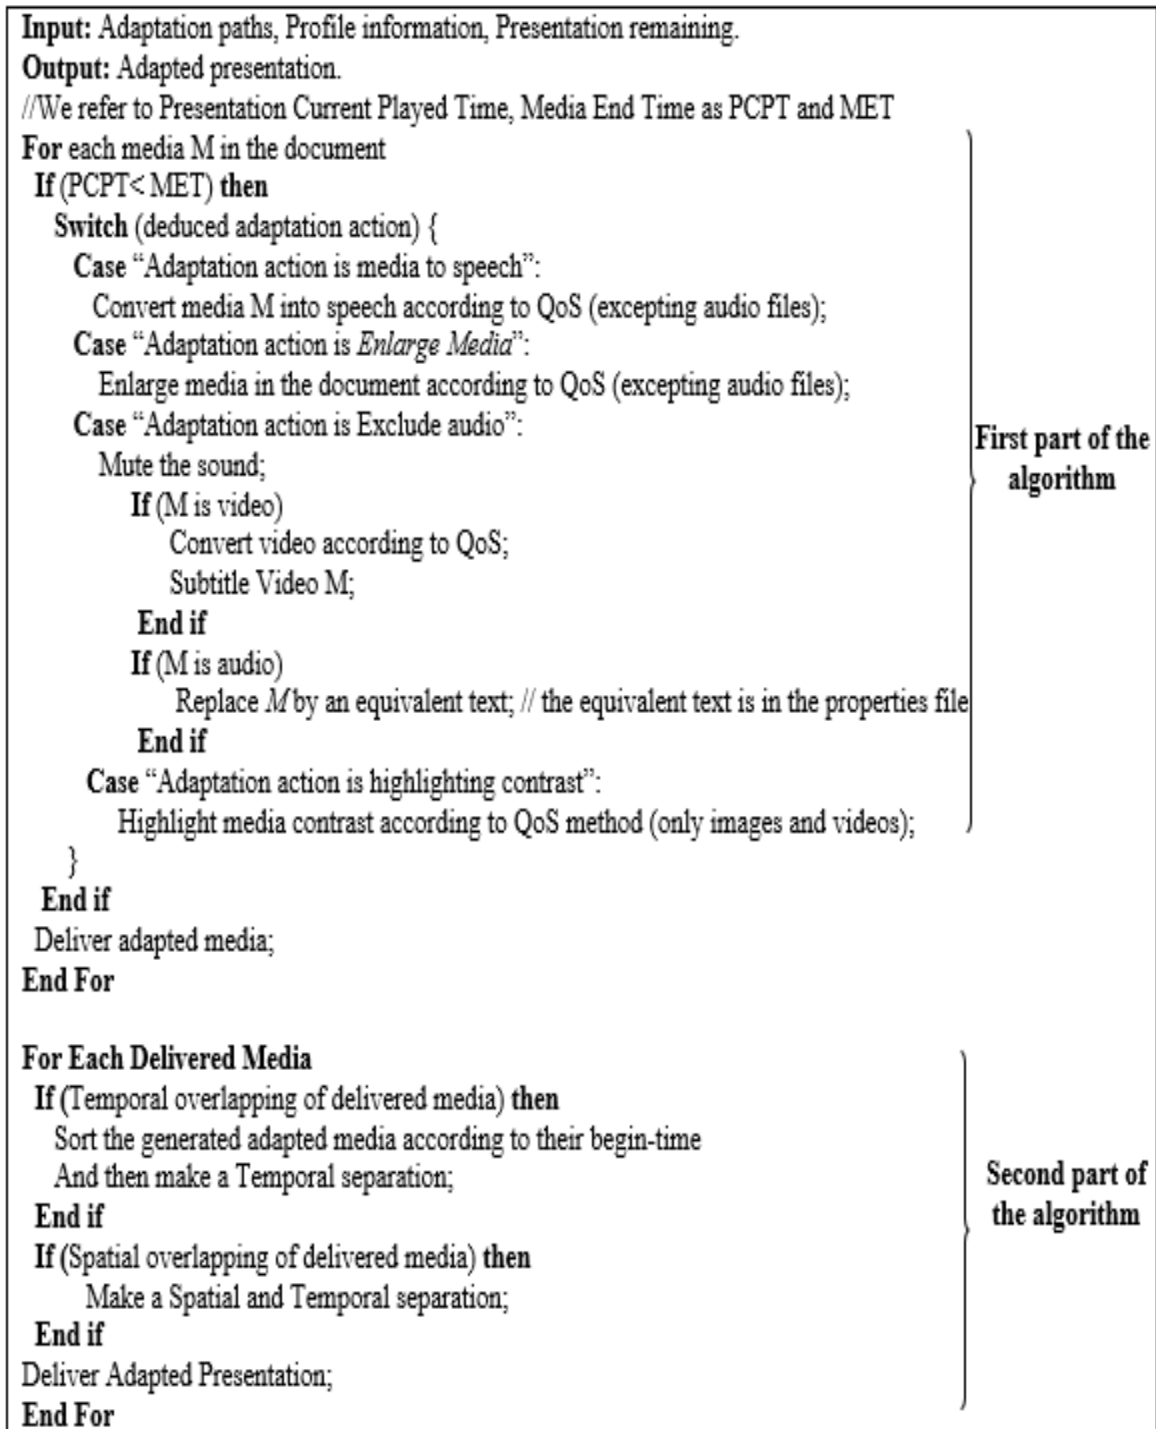 Input: Adaptation paths, Profile information, Presentation remaining.
Output: Adapted presentation.
//We refer to Presentation Current Played Time, Media End Time as PCPT and MET
For each media M in the document
If (PCPT< MET) then
Switch (deduced adaptation action) {
Case “Adaptation action is media to speech”:
Convert media M into speech according to QoS (excepting audio files);
Case “Adaptation action is Enlarge Media”:
Enlarge media in the document according to QoS (excepting audio files);
Case “Adaptation action is Exclude audio”:
Mute the sound;
If (M is video)
Convert video according to QoS;
Subtitle Video M;
End if
If (M is audio)
Replace M by an equivalent text; // the equivalent text is in the properties file
End if
Case “Adaptation action is highlighting contrast”:
Highlight media contrast according to QoS method (only images and videos);
}
End if
Deliver adapted media;
End For
First part of the
algorithm
For Each Delivered Media
If (Temporal overlapping of delivered media) then
Sort the generated adapted media according to their begin-time
And then make a Temporal separation;
End if
If (Spatial overlapping of delivered media) then
Make a Spatial and Temporal separation;
End if
Deliver Adapted Presentation;
End For
Second part of
the algorithm